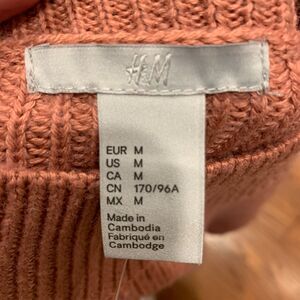 H&M
EUR M
US M
CA M
CN 170/96A
MX M
Made in
Cambodia
Fabriqué en
Cambodge